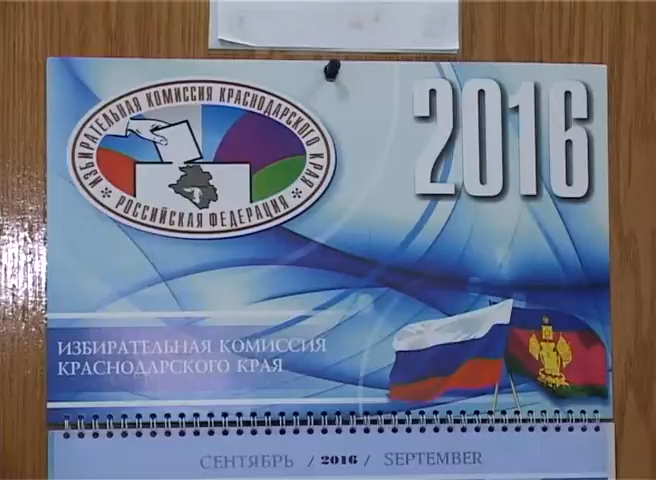 ИЗБИРАТЕЛЬНАЯ КОМИССИЯ КРАСНОДАРСКОГО КРАЯ
* РОССИЙСКАЯ ФЕДЕРАЦИЯ *
2016
ИЗБИРАТЕЛЬНАЯ КОМИССИЯ
КРАСНОДАРСКОГО КРАЯ
СЕНТЯБРЬ / 2016 / SEPTEMBER